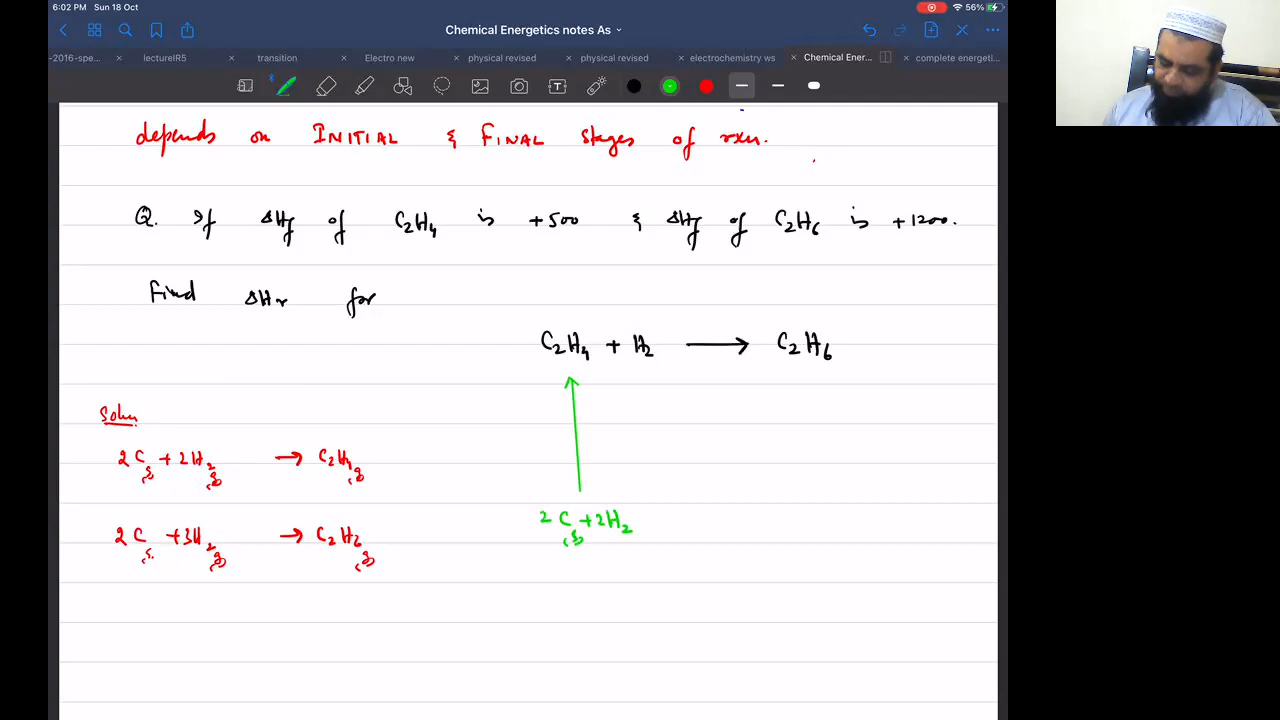 6:02 PM Sun 18 Oct 56%
Chemical Energetics notes As
-2016-spe... lectureIR5 transition Electro new physical revised physical revised electrochemistry ws Chemical Ener... complete energeti...
depends on INITIAL & FINAL stages of rxn.
Q. If ΔHf of C₂H₄ is +500 & ΔHf of C₂H₆ is +1200.
Find ΔHr for
C₂H₄ + H₂ → C₂H₆
Soln
2C(s) + 2H₂(g) → C₂H₄(g)
2C(s) + 3H₂(g) → C₂H₆(g)
2C(s) + 2H₂